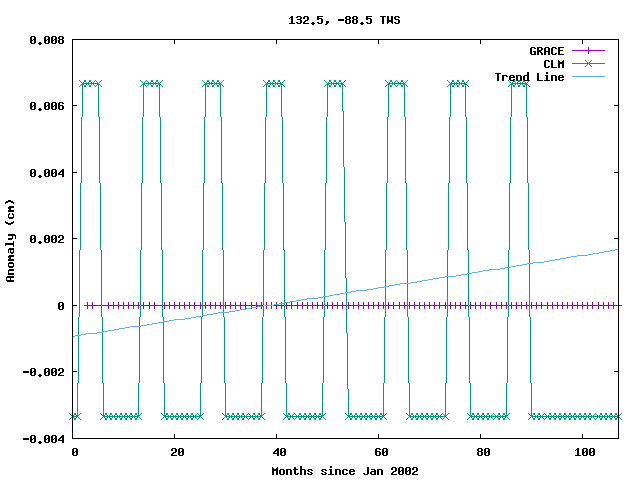 132.5, -88.5 TWS
GRACE
CLM
Trend Line
0.008
0.006
0.004
0.002
0
-0.002
-0.004
Anomaly (cm)
0 20 40 60 80 100
Months since Jan 2002